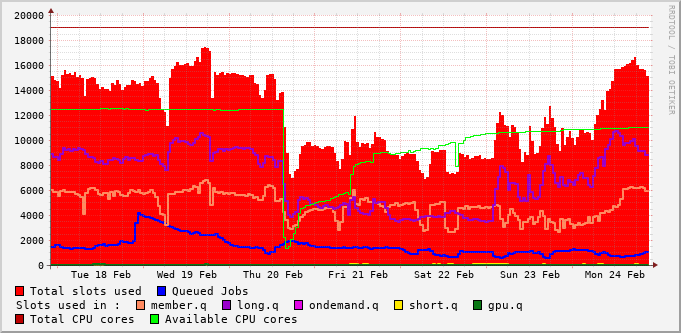 20000
18000
16000
14000
12000
10000
8000
6000
4000
2000
0
Tue 18 Feb Wed 19 Feb Thu 20 Feb Fri 21 Feb Sat 22 Feb Sun 23 Feb Mon 24 Feb
Total slots used Queued Jobs
Slots used in : member.q long.q ondemand.q short.q gpu.q
Total CPU cores Available CPU cores
RRDTOOL / TOBI OETIKER